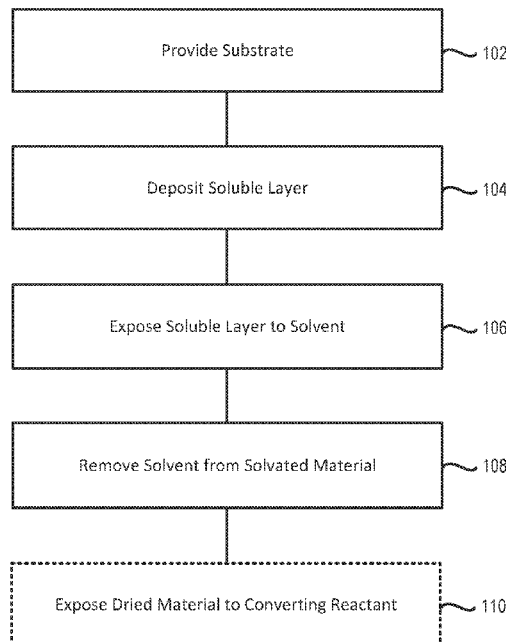 Provide Substrate
102
Deposit Soluble Layer
104
Expose Soluble Layer to Solvent
106
Remove Solvent from Solvated Material
108
Expose Dried Material to Converting Reactant
110